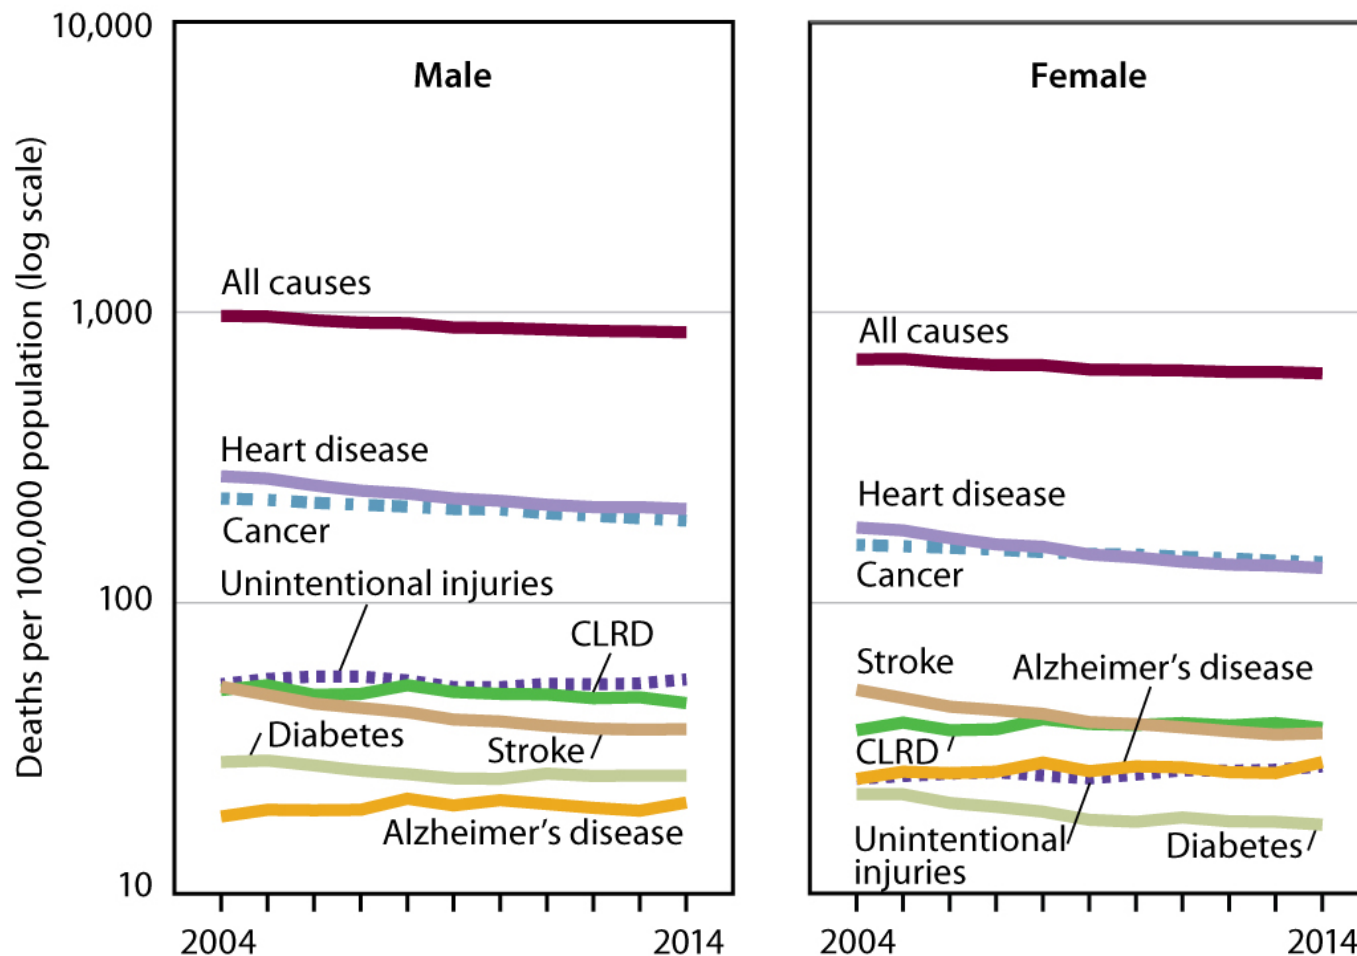 Deaths per 100,000 population (log scale)
10,000
1,000
100
10
Male
All causes
Heart disease
Cancer
Unintentional injuries
CLRD
Diabetes
Stroke
Alzheimer's disease
2004
2014
Female
All causes
Heart disease
Cancer
Stroke
Alzheimer's disease
CLRD
Unintentional
injuries
Diabetes
2004
2014